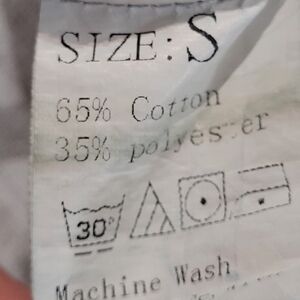 SIZE: S
65% Cotton
35% polyester
30°
Machine Wash